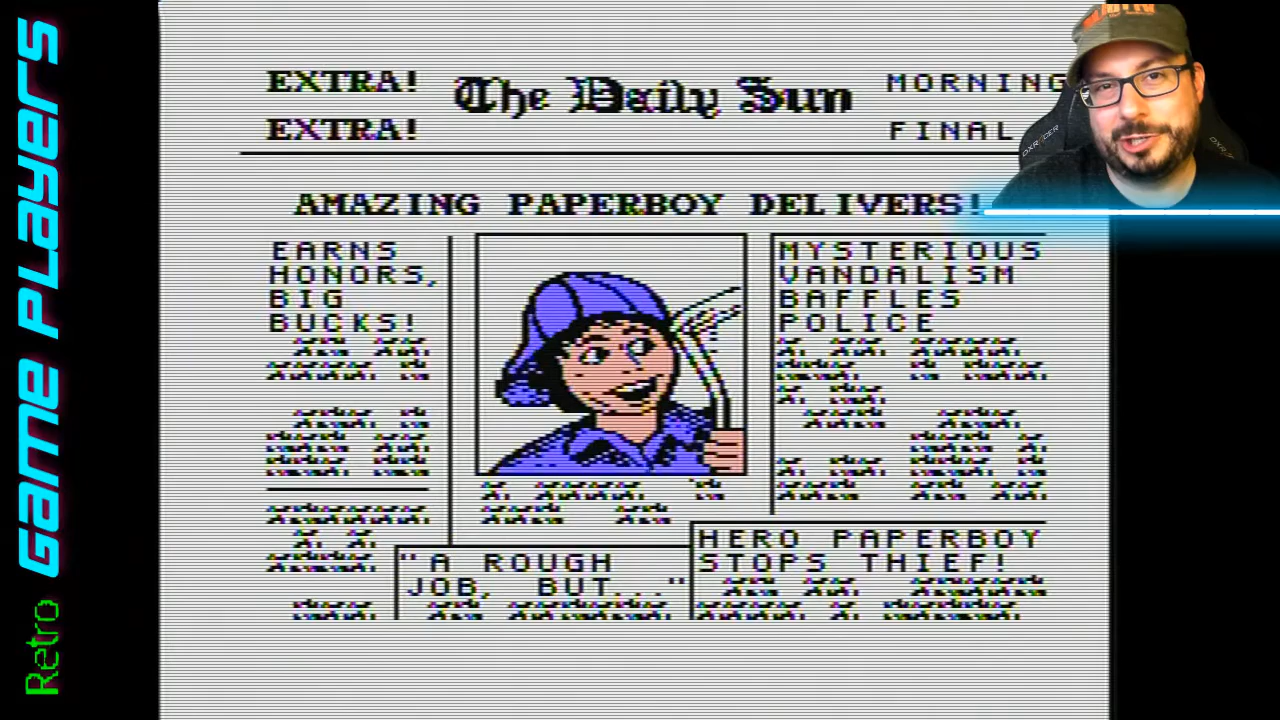 Retro GAME PLAYERS
EXTRA!
EXTRA!
The Daily Sun
MORNING
FINAL
AMAZING PAPERBOY DELIVERS!
EARNS
HONORS,
BIG
BUCKS!
MYSTERIOUS
VANDALISM
BAFFLES
POLICE
"A ROUGH
JOB, BUT..."
HERO PAPERBOY
STOPS THIEF!
DXRACER